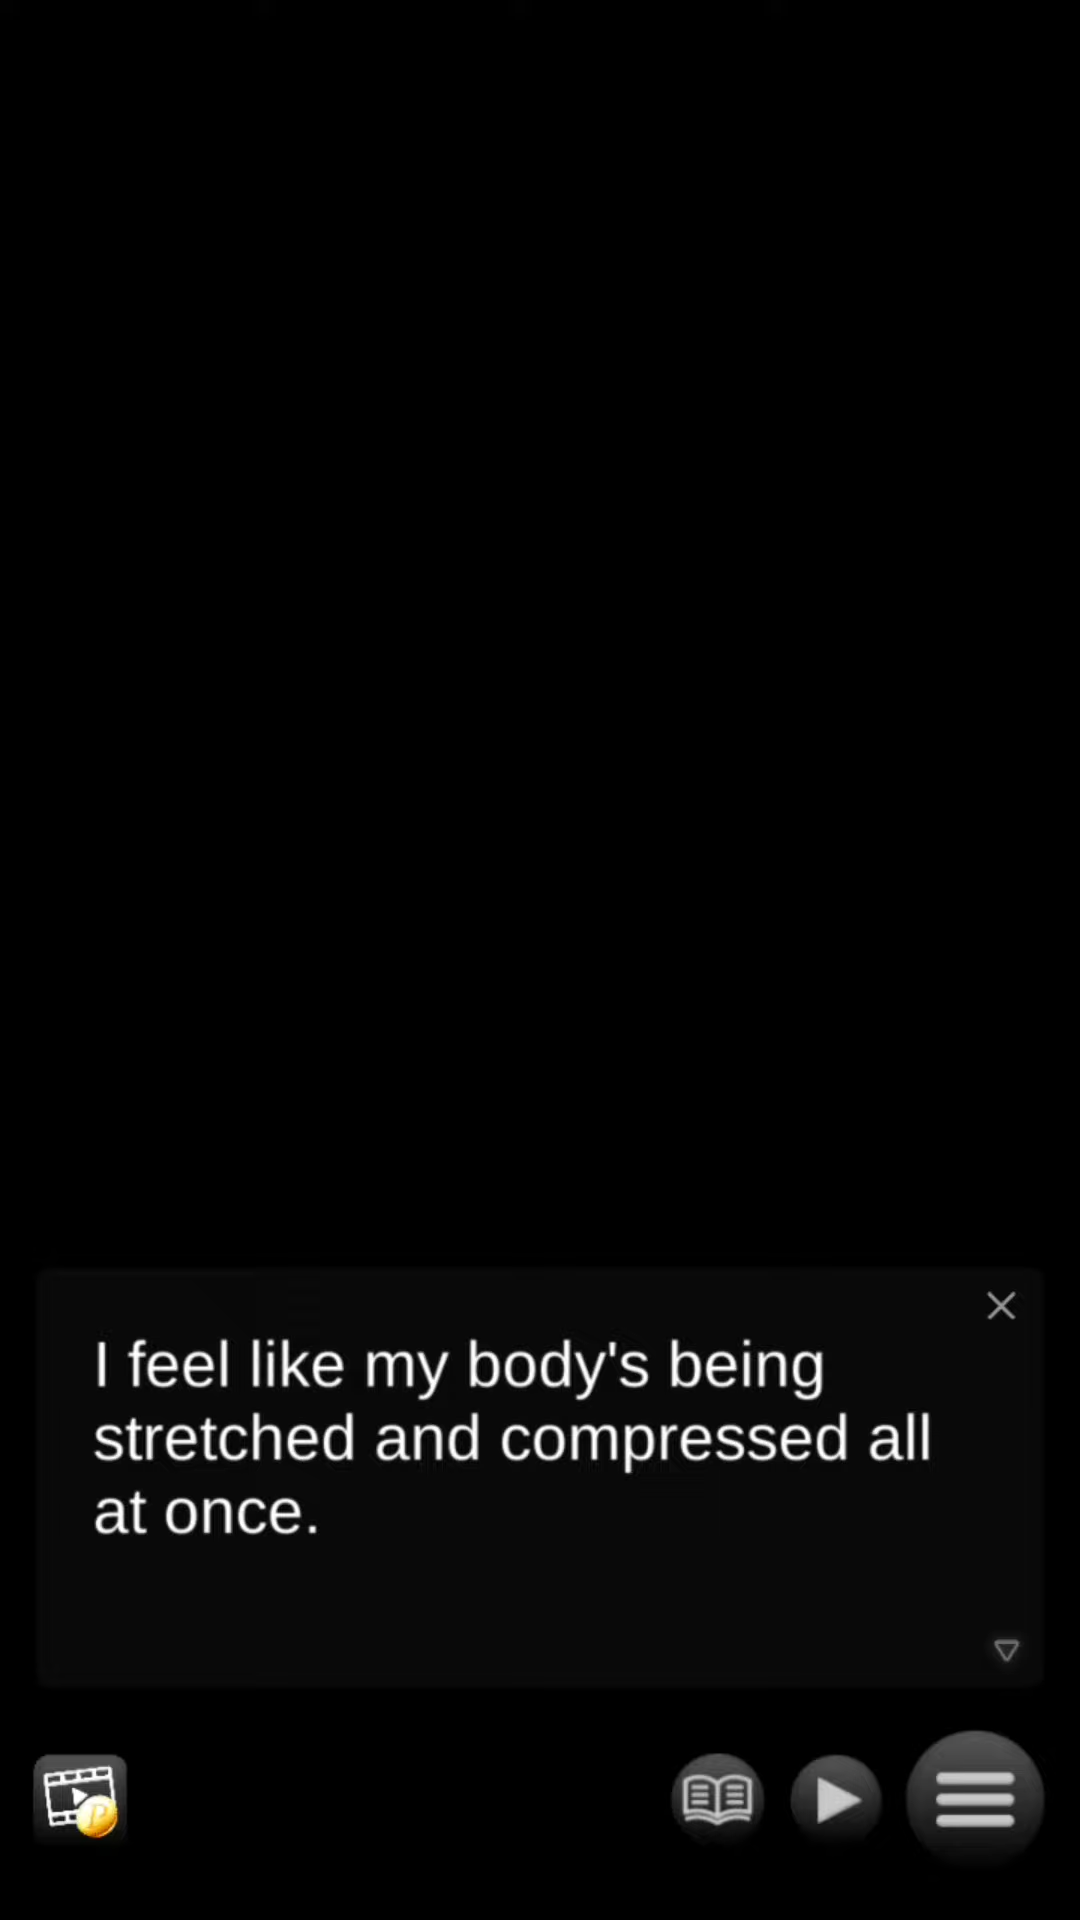 I feel like my body's being
stretched and compressed all
at once.
P